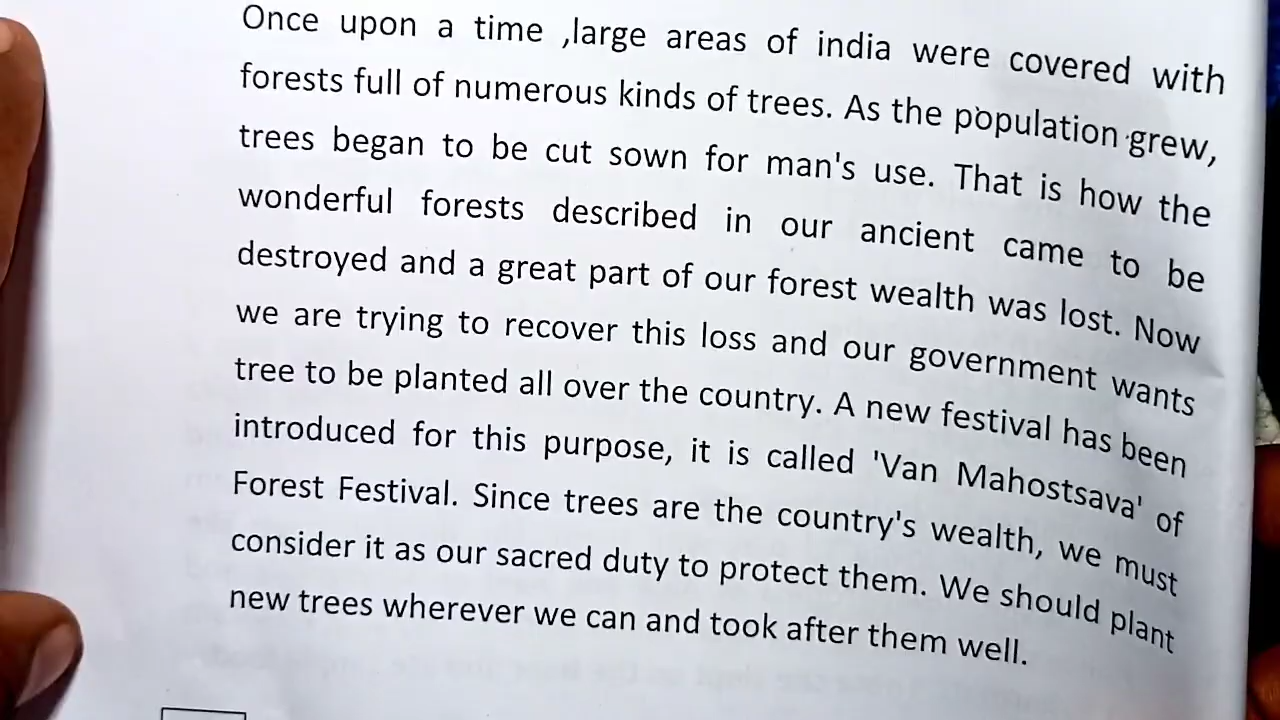 Once upon a time ,large areas of india were covered with
forests full of numerous kinds of trees. As the population grew,
trees began to be cut sown for man's use. That is how the
wonderful forests described in our ancient came to be
destroyed and a great part of our forest wealth was lost. Now
we are trying to recover this loss and our government wants
tree to be planted all over the country. A new festival has been
introduced for this purpose, it is called 'Van Mahostsava' of
Forest Festival. Since trees are the country's wealth, we must
consider it as our sacred duty to protect them. We should plant
new trees wherever we can and took after them well.